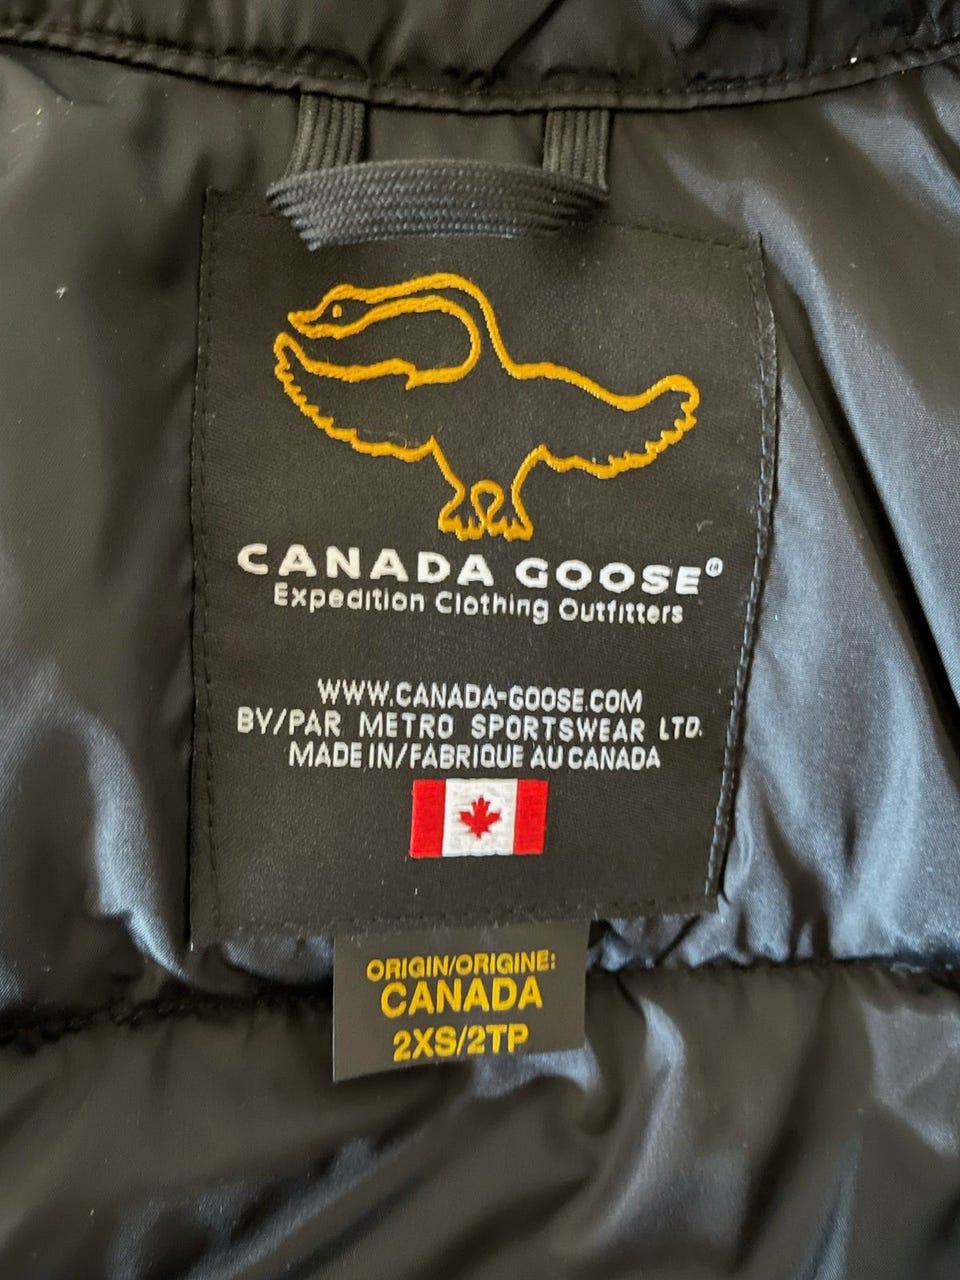 CANADA GOOSE®
Expedition Clothing Outfitters
WWW.CANADA-GOOSE.COM
BY/PAR METRO SPORTSWEAR LTD.
MADE IN/FABRIQUE AU CANADA
ORIGIN/ORIGINE:
CANADA
2XS/2TP